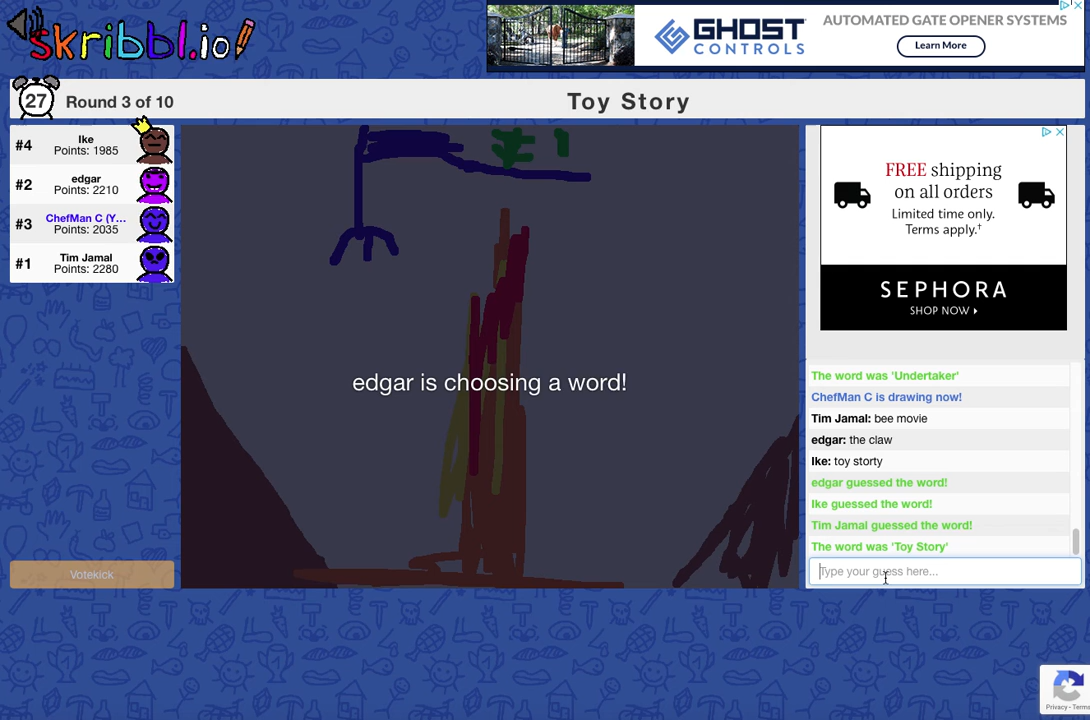 skribbl.io
GHOST
CONTROLS
AUTOMATED GATE OPENER SYSTEMS
Learn More
27
Round 3 of 10
Toy Story
#4
Ike
Points: 1985
#2
edgar
Points: 2210
#3
ChefMan C (Y...
Points: 2035
#1
Tim Jamal
Points: 2280
Votekick
1
edgar is choosing a word!
FREE shipping
on all orders
Limited time only.
Terms apply.†
SEPHORA
SHOP NOW
The word was 'Undertaker'
ChefMan C is drawing now!
Tim Jamal: bee movie
edgar: the claw
Ike: toy storty
edgar guessed the word!
Ike guessed the word!
Tim Jamal guessed the word!
The word was 'Toy Story'
Type your guess here...
Privacy - Terms